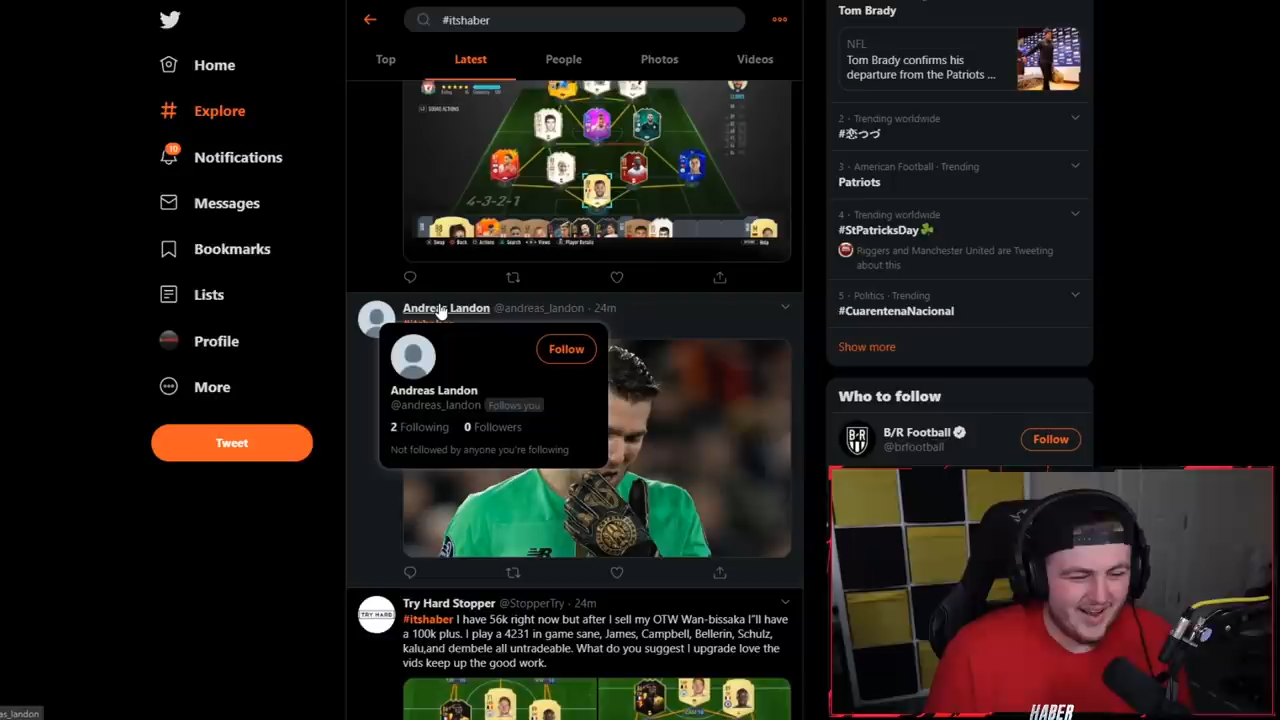 Home
Explore
10
Notifications
Messages
Bookmarks
Lists
Profile
More
Tweet
#itshaber
Top
Latest
People
Photos
Videos
4-3-2-1
Andreas Landon @andreas_landon · 24m
Follow
Andreas Landon
@andreas_landon Follows you
2 Following 0 Followers
Not followed by anyone you're following
Try Hard Stopper @StopperTry · 24m
#itshaber I have 56k right now but after I sell my OTW Wan-bissaka I"ll have
a 100k plus. I play a 4231 in game sane, James, Campbell, Bellerin, Schulz,
kalu,and dembele all untradeable. What do you suggest I upgrade love the
vids keep up the good work.
TRY HARD
Tom Brady
NFL
Tom Brady confirms his
departure from the Patriots ...
2 · Trending worldwide
#恋つづ
3 · American Football · Trending
Patriots
4 · Trending worldwide
#StPatricksDay
Riggers and Manchester United are Tweeting
about this
5 · Politics · Trending
#CuarentenaNacional
Show more
Who to follow
B/R Football
@brfootball
Follow
B·R
HABER
as_landon